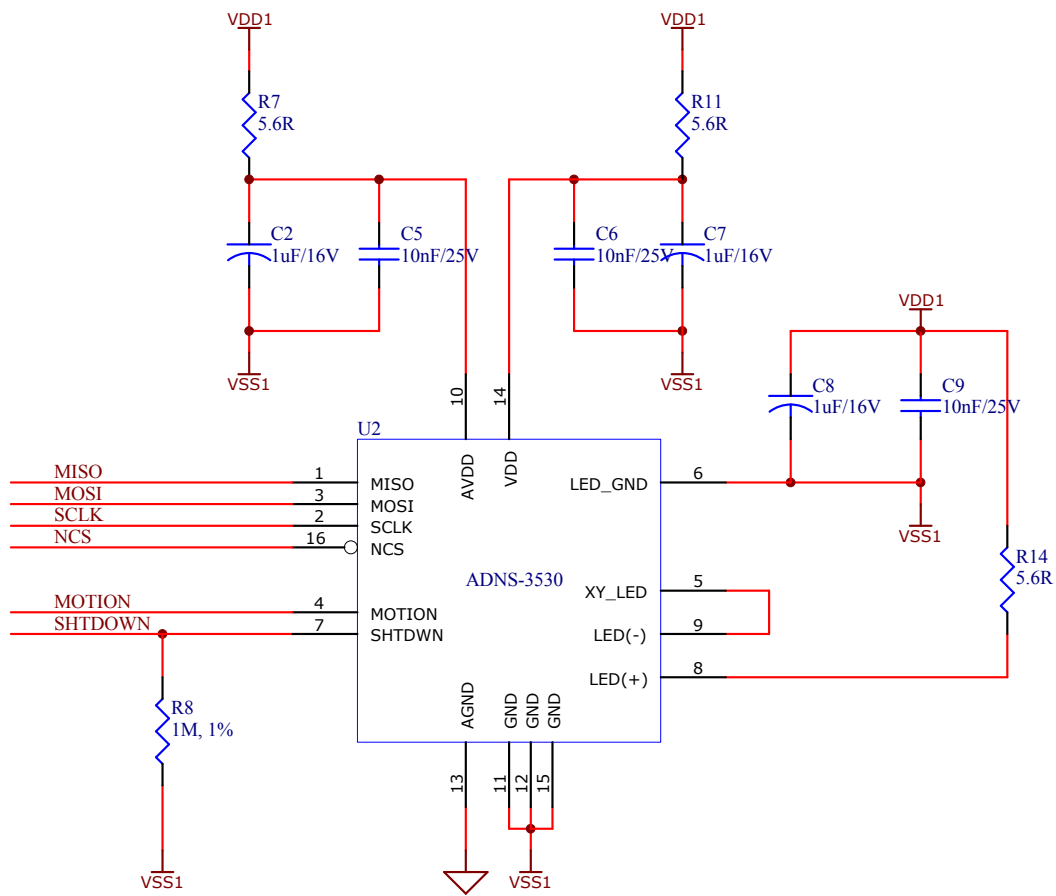 VDD1
VDD1
R7
5.6R
R11
5.6R
C2
1uF/16V
C5
10nF/25V
C6
10nF/25V
C7
1uF/16V
VSS1
VSS1
VDD1
C8
1uF/16V
C9
10nF/25V
10
14
U2
AVDD
VDD
MISO
1
MISO
MOSI
3
MOSI
SCLK
2
SCLK
NCS
16
NCS
LED_GND
6
VSS1
R14
5.6R
ADNS-3530
XY_LED
5
MOTION
4
MOTION
SHTDOWN
7
SHTDWN
LED(-)
9
LED(+)
8
R8
1M, 1%
AGND
GND
GND
GND
13
11
12
15
VSS1
VSS1